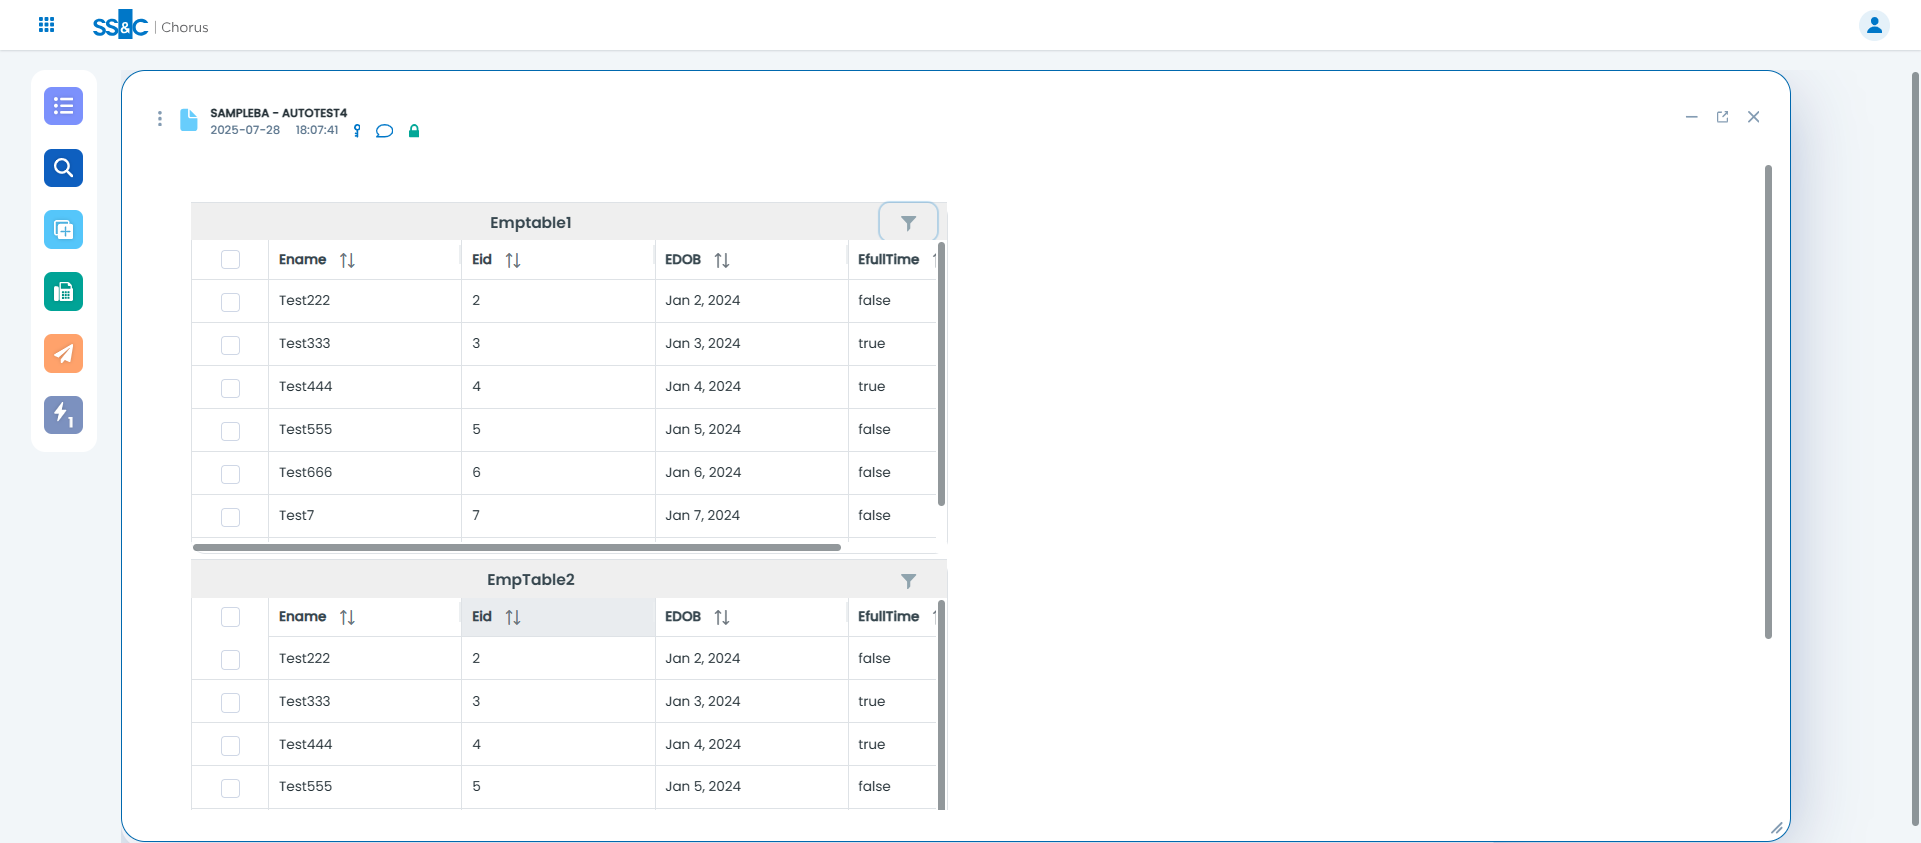 SS&C | Chorus
SAMPLEBA - AUTOTEST4
2025-07-28 18:07:41
Emptable1
Ename Eid EDOB EfullTime
Test222 2 Jan 2, 2024 false
Test333 3 Jan 3, 2024 true
Test444 4 Jan 4, 2024 true
Test555 5 Jan 5, 2024 false
Test666 6 Jan 6, 2024 false
Test7 7 Jan 7, 2024 false
EmpTable2
Ename Eid EDOB EfullTime
Test222 2 Jan 2, 2024 false
Test333 3 Jan 3, 2024 true
Test444 4 Jan 4, 2024 true
Test555 5 Jan 5, 2024 false
1